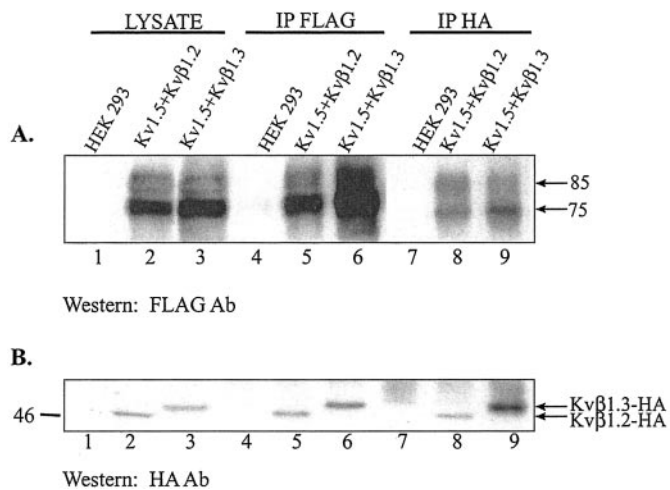 LYSATE IP FLAG IP HA
HEK 293 Kv1.5+Kvβ1.2 Kv1.5+Kvβ1.3 HEK 293 Kv1.5+Kvβ1.2 Kv1.5+Kvβ1.3 HEK 293 Kv1.5+Kvβ1.2 Kv1.5+Kvβ1.3
A.
85
75
1 2 3 4 5 6 7 8 9
Western: FLAG Ab
B.
Kvβ1.3-HA
46 Kvβ1.2-HA
1 2 3 4 5 6 7 8 9
Western: HA Ab